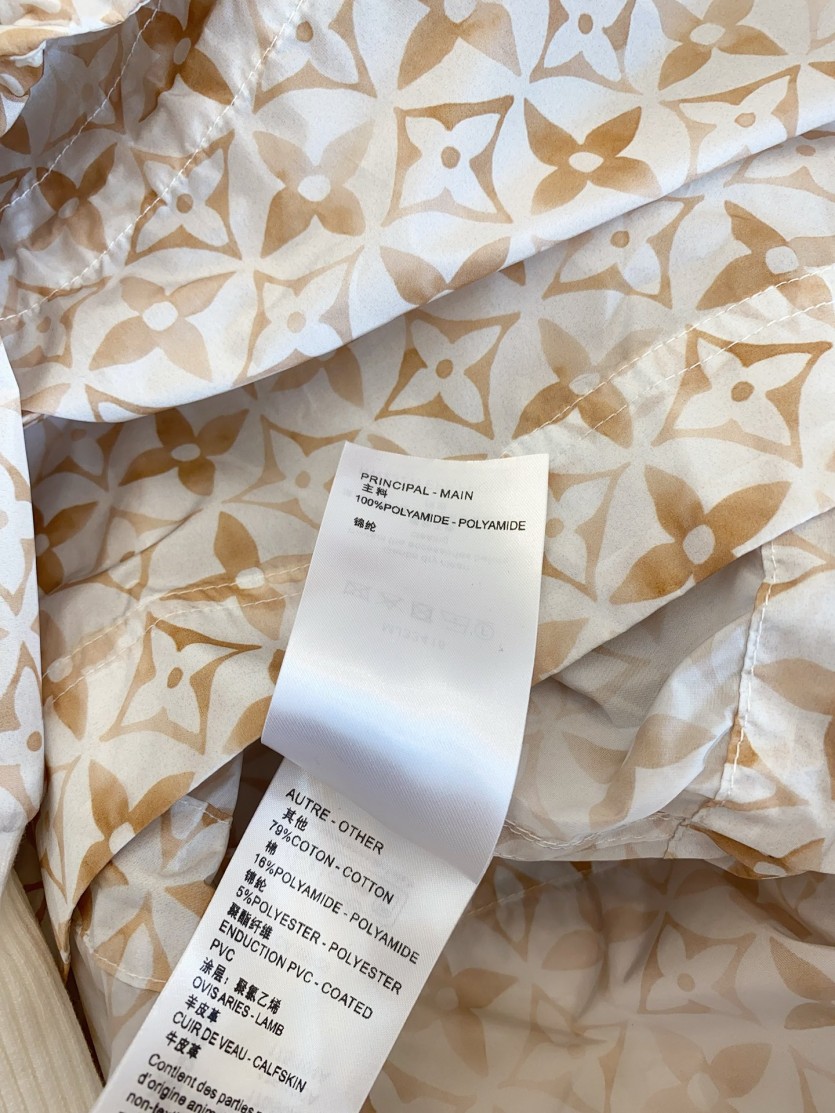 PRINCIPAL - MAIN
主料
100%POLYAMIDE - POLYAMIDE
锦纶
AUTRE - OTHER
其他
79%COTON - COTTON
棉
16%POLYAMIDE - POLYAMIDE
锦纶
5%POLYESTER - POLYESTER
聚酯纤维
ENDUCTION PVC - COATED
PVC
涂层：聚氯乙烯
OVIS ARIES - LAMB
羊皮革
CUIR DE VEAU - CALFSKIN
牛皮革
Contient des parties
d'origine
non-